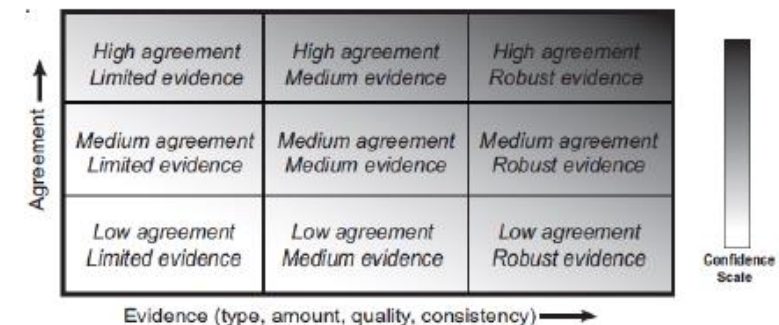 High agreement
Limited evidence
High agreement
Medium evidence
High agreement
Robust evidence
Medium agreement
Limited evidence
Medium agreement
Medium evidence
Medium agreement
Robust evidence
Low agreement
Limited evidence
Low agreement
Medium evidence
Low agreement
Robust evidence
Agreement
Evidence (type, amount, quality, consistency)
Confidence
Scale